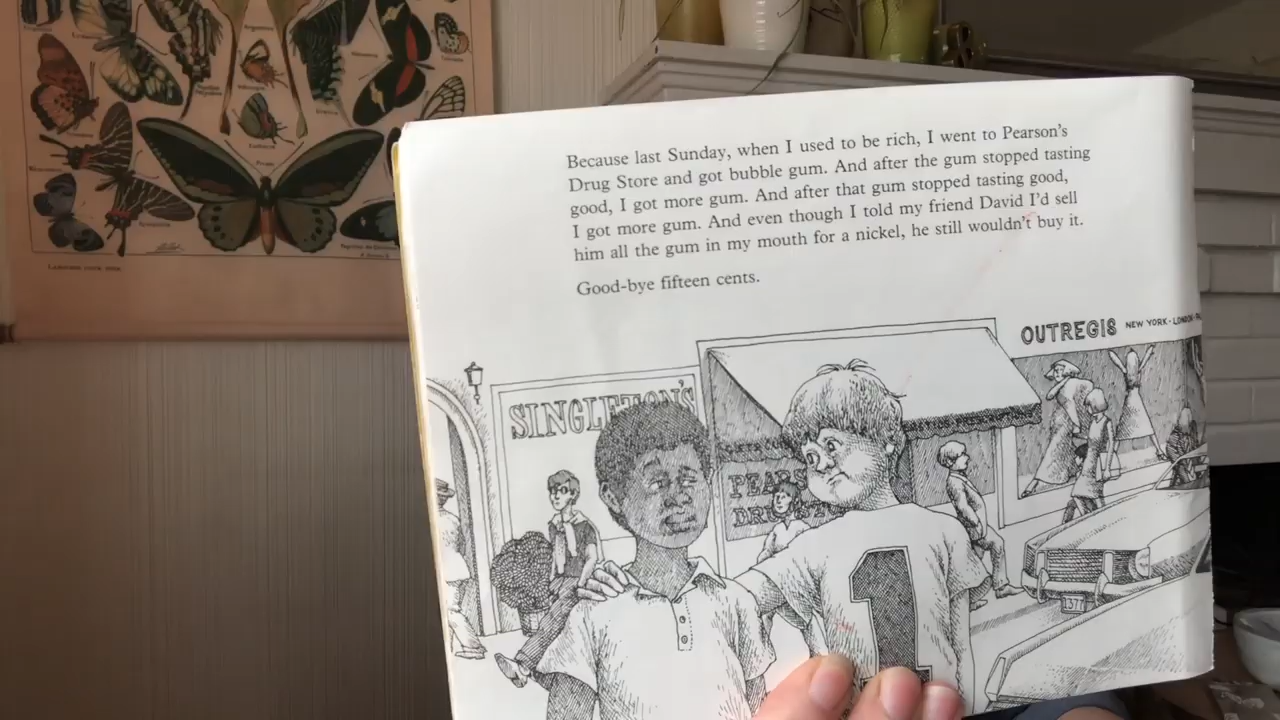 Because last Sunday, when I used to be rich, I went to Pearson's
Drug Store and got bubble gum. And after the gum stopped tasting
good, I got more gum. And after that gum stopped tasting good,
I got more gum. And even though I told my friend David I'd sell
him all the gum in my mouth for a nickel, he still wouldn't buy it.
Good-bye fifteen cents.
OUTREGIS NEW YORK · LONDON
SINGLETON'S
1